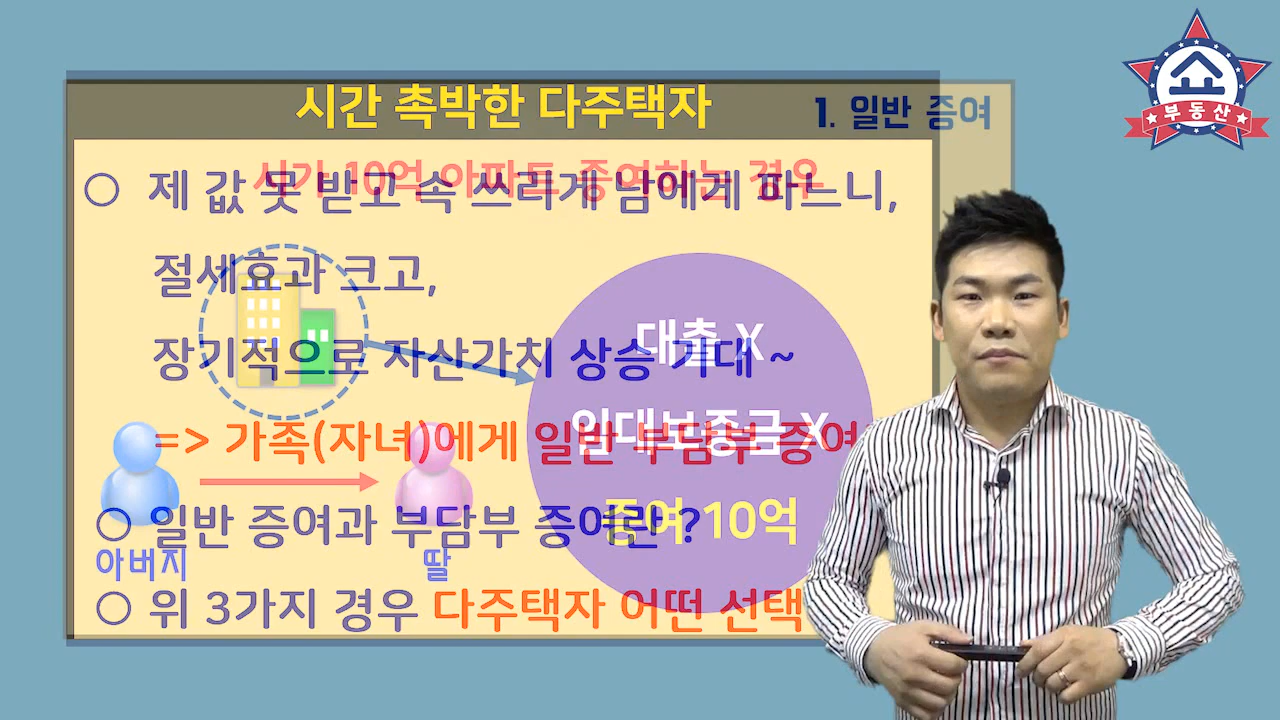 시간 촉박한 다주택자
1. 일반 증여
부동산
시가 10억 아파트 증여하는 경우
○ 제 값 못 받고 속 쓰리게 남에게 파느니,
절세효과 크고,
장기적으로 자산가치 상승 기대 ~
=> 가족(자녀)에게 일반 부담부 증여
○ 일반 증여과 부담부 증여란 ?
○ 위 3가지 경우 다주택자 어떤 선택
대출 X
임대보증금 X
증여 10억
아버지
딸